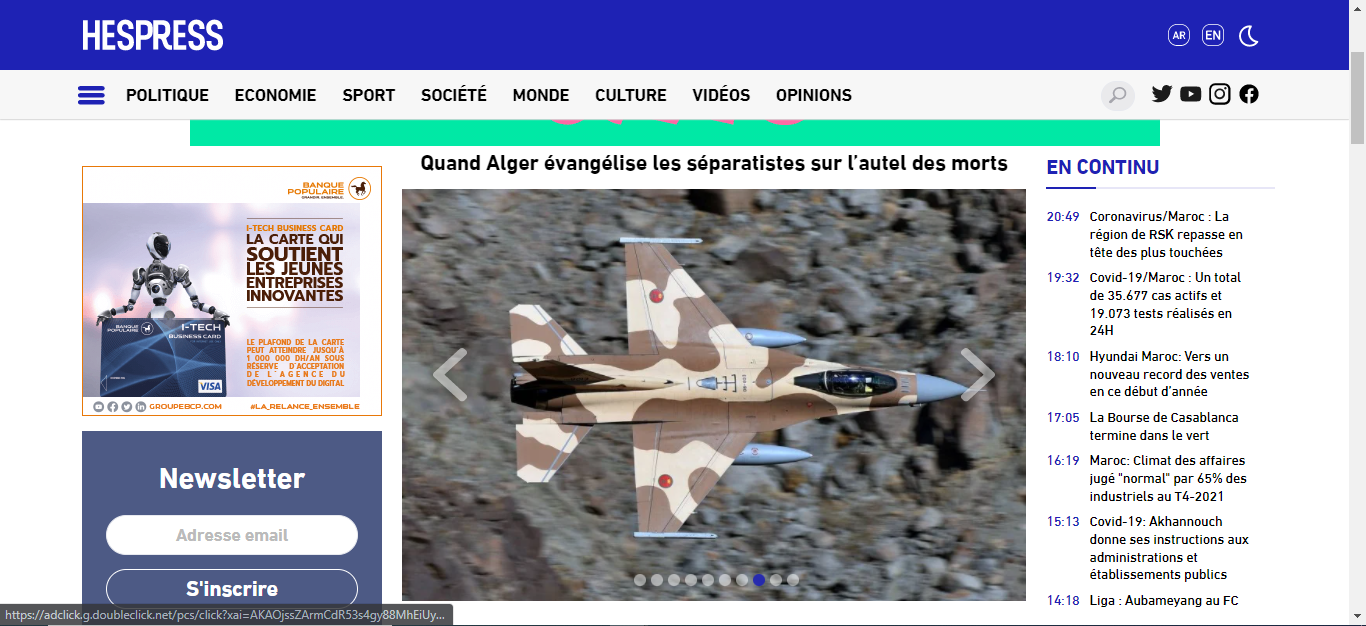 HESPRESS
AR
EN
POLITIQUE
ECONOMIE
SPORT
SOCIÉTÉ
MONDE
CULTURE
VIDÉOS
OPINIONS
BANQUE
POPULAIRE
GRANDIR, ENSEMBLE.
I-TECH BUSINESS CARD
LA CARTE QUI
SOUTIENT
LES JEUNES
ENTREPRISES
INNOVANTES
BANQUE
POPULAIRE
I-TECH
BUSINESS CARD
VISA
LE PLAFOND DE LA CARTE
PEUT ATTEINDRE JUSQU'À
1 000 000 DH/AN SOUS
RÉSERVE D'ACCEPTATION
DE L'AGENCE DU
DÉVELOPPEMENT DU DIGITAL
GROUPEBCP.COM
#LA_RELANCE_ENSEMBLE
Newsletter
Adresse email
S'inscrire
Quand Alger évangélise les séparatistes sur l'autel des morts
EN CONTINU
20:49 Coronavirus/Maroc : La
région de RSK repasse en
tête des plus touchées
19:32 Covid-19/Maroc : Un total
de 35.677 cas actifs et
19.073 tests réalisés en
24H
18:10 Hyundai Maroc: Vers un
nouveau record des ventes
en ce début d'année
17:05 La Bourse de Casablanca
termine dans le vert
16:19 Maroc: Climat des affaires
jugé "normal" par 65% des
industriels au T4-2021
15:13 Covid-19: Akhannouch
donne ses instructions aux
administrations et
établissements publics
14:18 Liga : Aubameyang au FC
https://adclick.g.doubleclick.net/pcs/click?xai=AKAOjssZArmCdR53s4gy88MhEiUy...